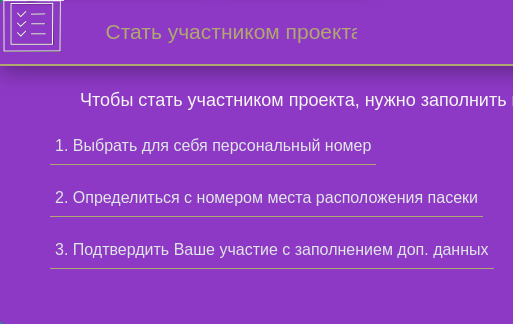 Стать участником проекта
Чтобы стать участником проекта, нужно заполнить
1. Выбрать для себя персональный номер
2. Определиться с номером места расположения пасеки
3. Подтвердить Ваше участие с заполнением доп. данных